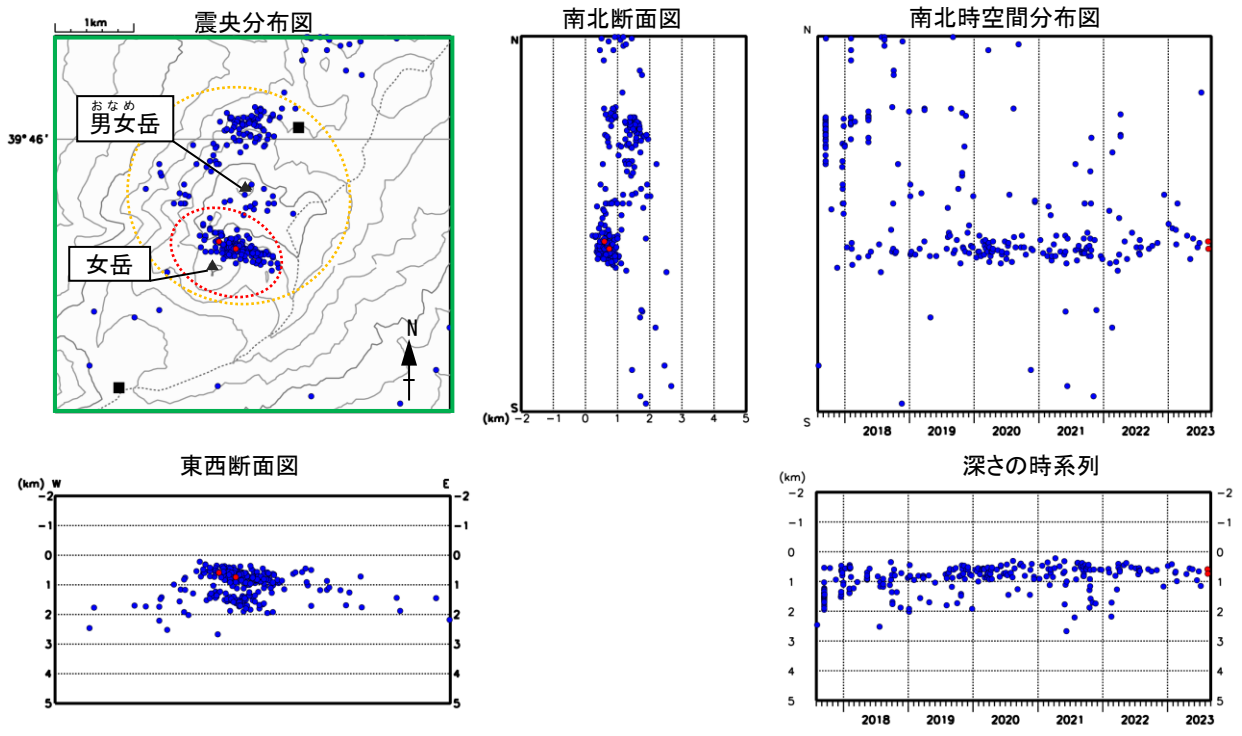 震央分布図
1km
39°46'
おなめ
男女岳
女岳
N
南北断面図
N
S
(km)
-2 -1 0 1 2 3 4 5
南北時空間分布図
N
S
2018 2019 2020 2021 2022 2023
東西断面図
(km) W E
-2 -2
-1 -1
0 0
1 1
2 2
3 3
4 4
5 5
深さの時系列
(km)
-2 -2
-1 -1
0 0
1 1
2 2
3 3
4 4
5 5
2018 2019 2020 2021 2022 2023